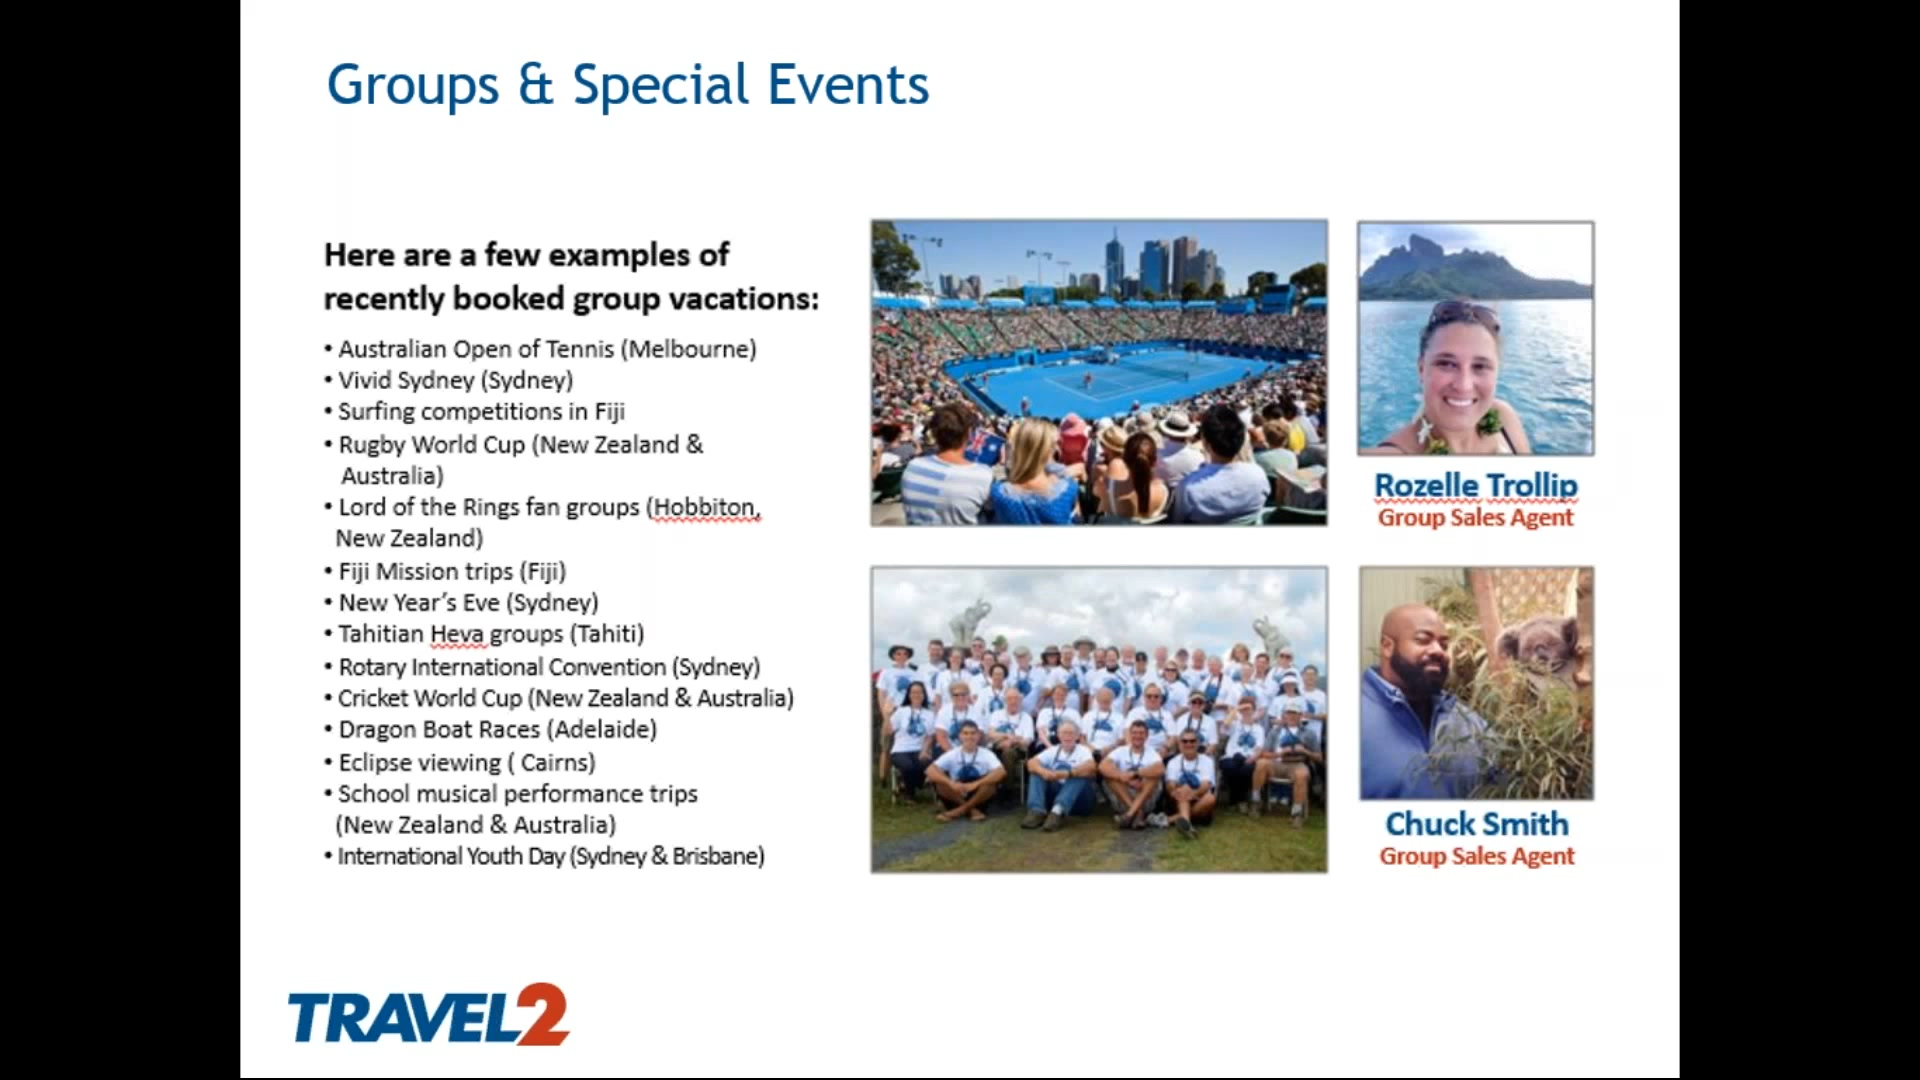 Groups & Special Events
Here are a few examples of
recently booked group vacations:
• Australian Open of Tennis (Melbourne)
• Vivid Sydney (Sydney)
• Surfing competitions in Fiji
• Rugby World Cup (New Zealand &
Australia)
• Lord of the Rings fan groups (Hobbiton,
New Zealand)
• Fiji Mission trips (Fiji)
• New Year’s Eve (Sydney)
• Tahitian Heva groups (Tahiti)
• Rotary International Convention (Sydney)
• Cricket World Cup (New Zealand & Australia)
• Dragon Boat Races (Adelaide)
• Eclipse viewing ( Cairns)
• School musical performance trips
(New Zealand & Australia)
• International Youth Day (Sydney & Brisbane)
Rozelle Trollip
Group Sales Agent
Chuck Smith
Group Sales Agent
TRAVEL2